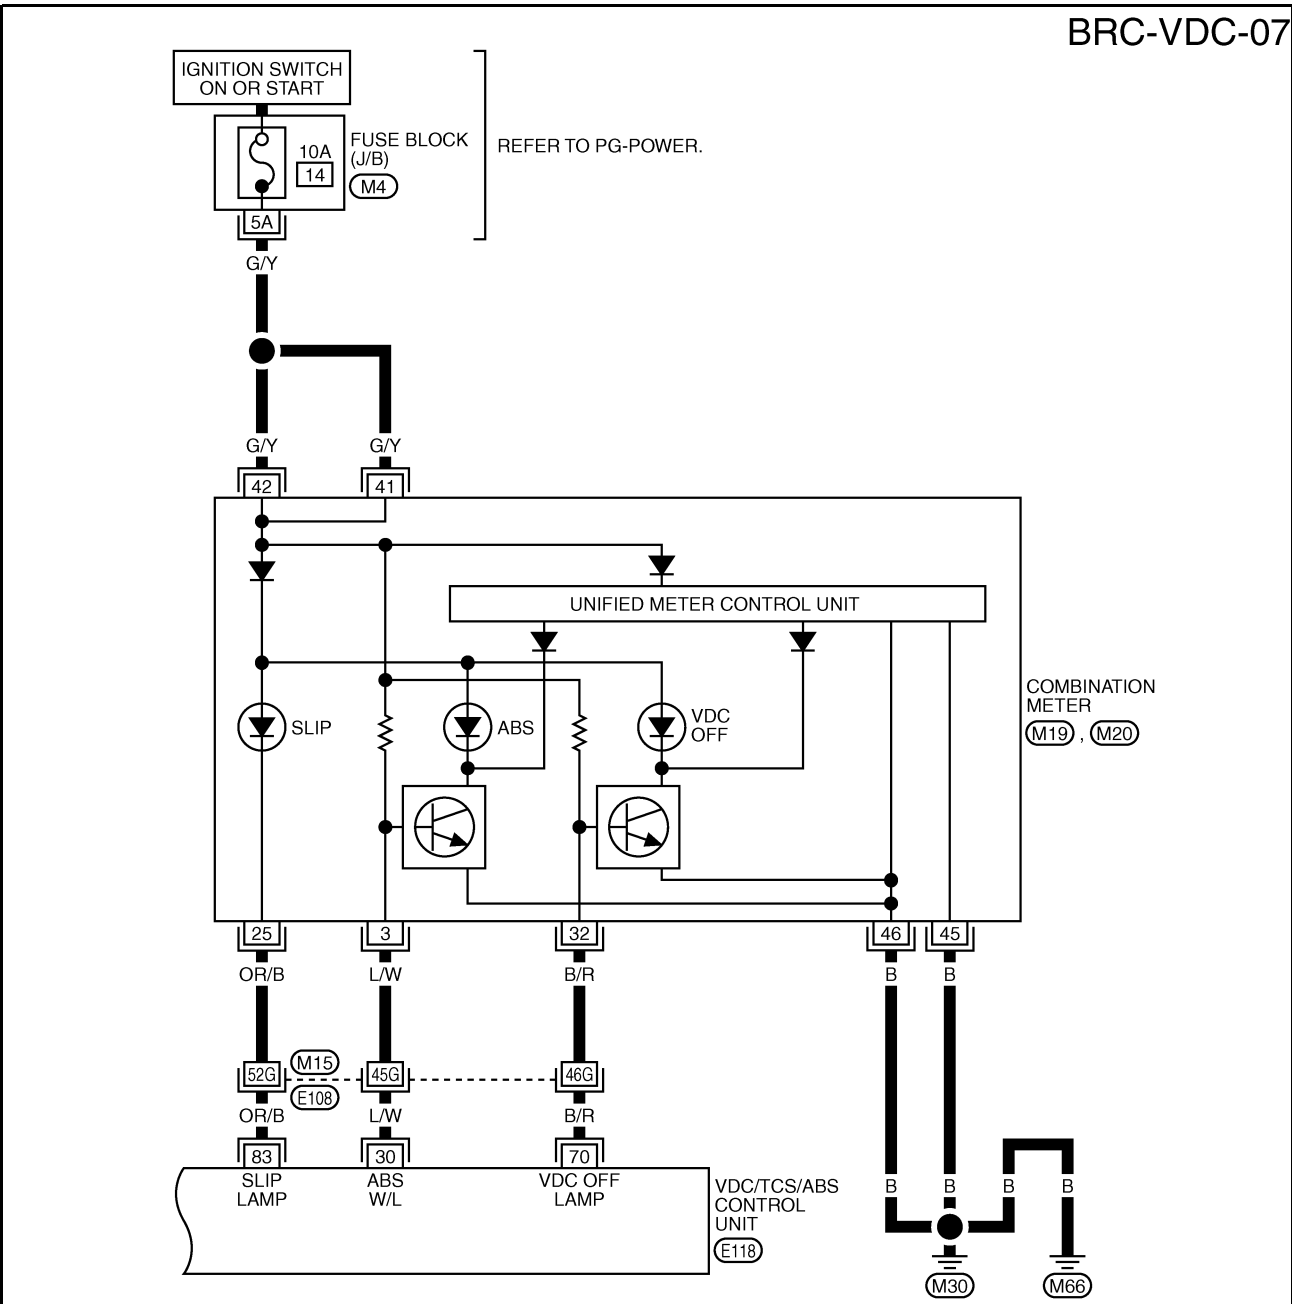 BRC-VDC-07
IGNITION SWITCH
ON OR START
FUSE BLOCK
(J/B)
M4
10A
14
REFER TO PG-POWER.
5A
G/Y
G/Y
G/Y
42
41
UNIFIED METER CONTROL UNIT
SLIP
ABS
VDC
OFF
COMBINATION
METER
M19 , M20
25
3
32
46
45
OR/B
L/W
B/R
B
B
52G
M15
45G
46G
E108
OR/B
L/W
B/R
83
30
70
SLIP
LAMP
ABS
W/L
VDC OFF
LAMP
VDC/TCS/ABS
CONTROL
UNIT
E118
B
B
B
B
M30
M66